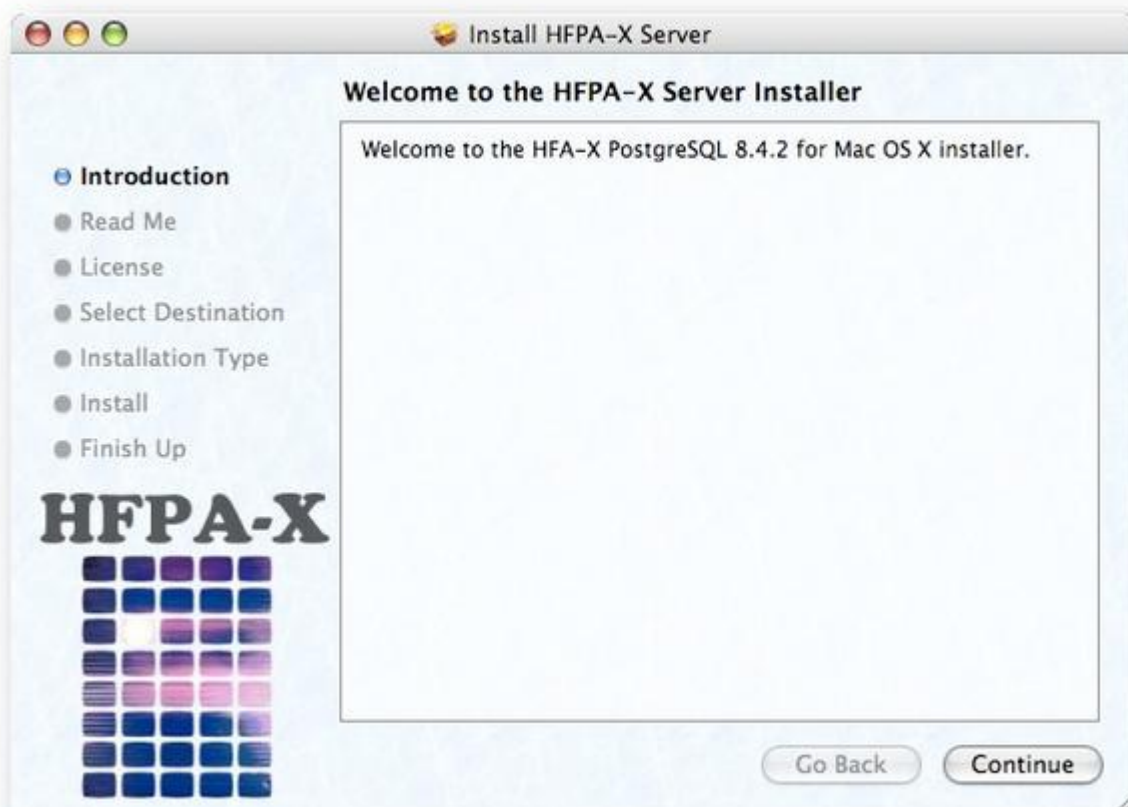 Install HFPA-X Server
Welcome to the HFPA-X Server Installer
Welcome to the HFA-X PostgreSQL 8.4.2 for Mac OS X installer.
Introduction
Read Me
License
Select Destination
Installation Type
Install
Finish Up
HFPA-X
Go Back
Continue